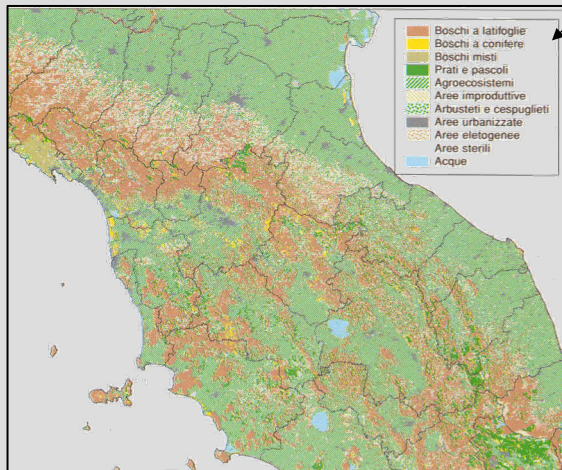 Boschi a latifoglie
Boschi a conifere
Boschi misti
Prati e pascoli
Agroecosistemi
Aree improduttive
Arbusteti e cespuglieti
Aree urbanizzate
Aree eletogenee
Aree sterili
Acque